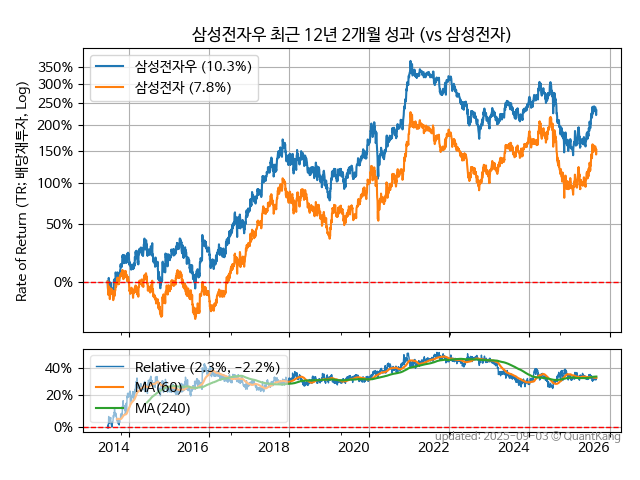 삼성전자우 최근 12년 2개월 성과 (vs 삼성전자)
Rate of Return (TR: 배당재투자, Log)
350%
300%
250%
200%
150%
100%
50%
0%
삼성전자우 (10.3%)
삼성전자 (7.8%)
40%
20%
0%
Relative (2.3%, -2.2%)
MA(60)
MA(240)
2014 2016 2018 2020 2022 2024 2026
updated: 2025-09-03 © QuantKang